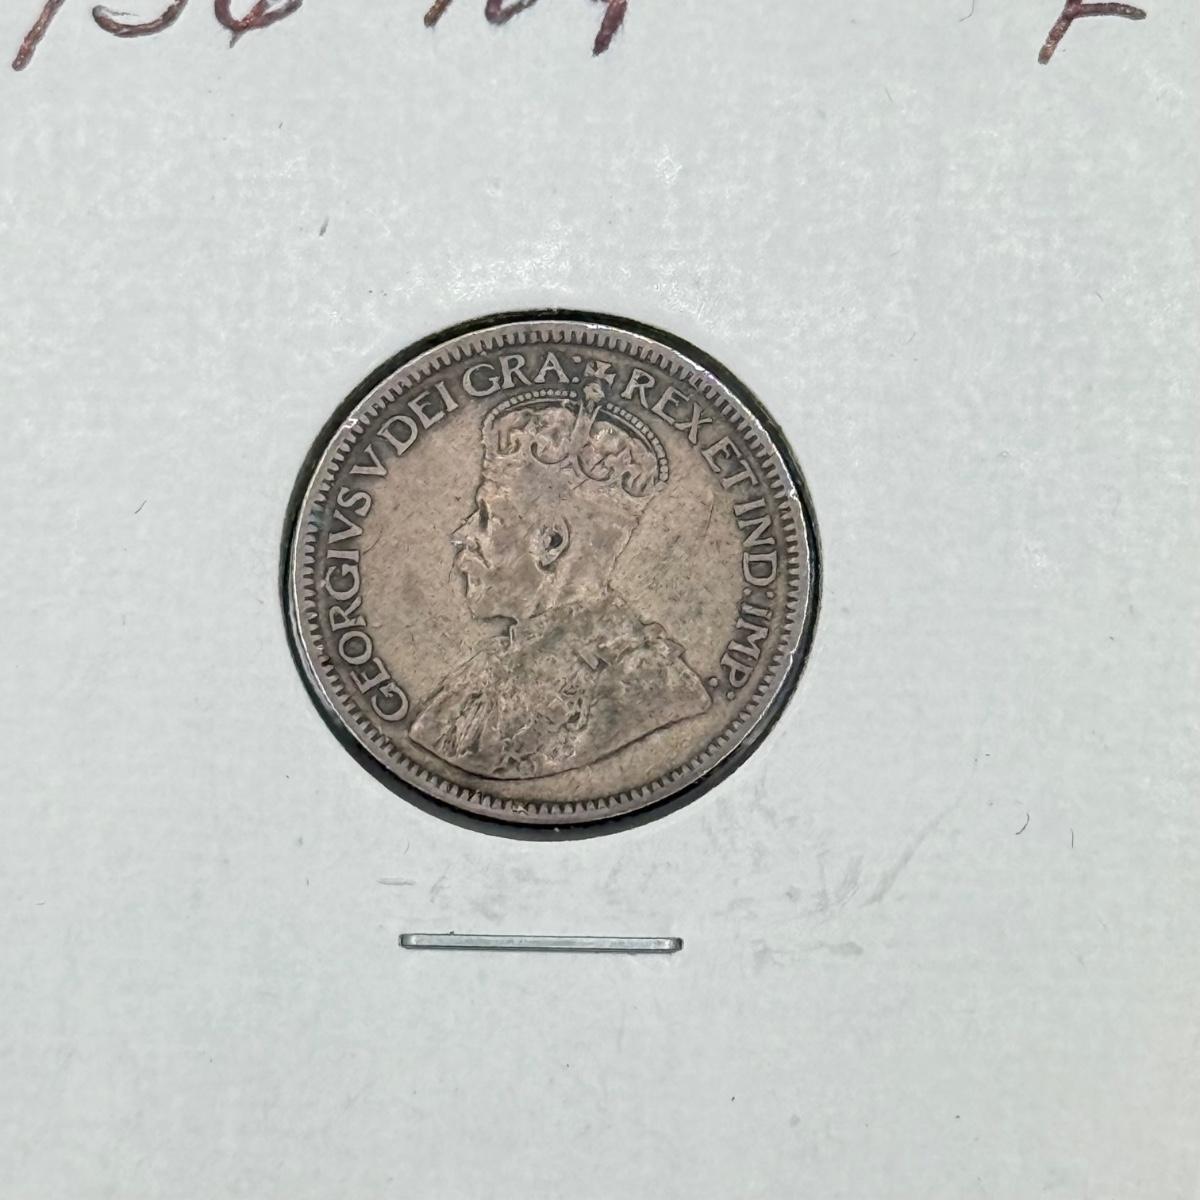 GEORGIVS V DEI GRA: REX ET IND: IMP: